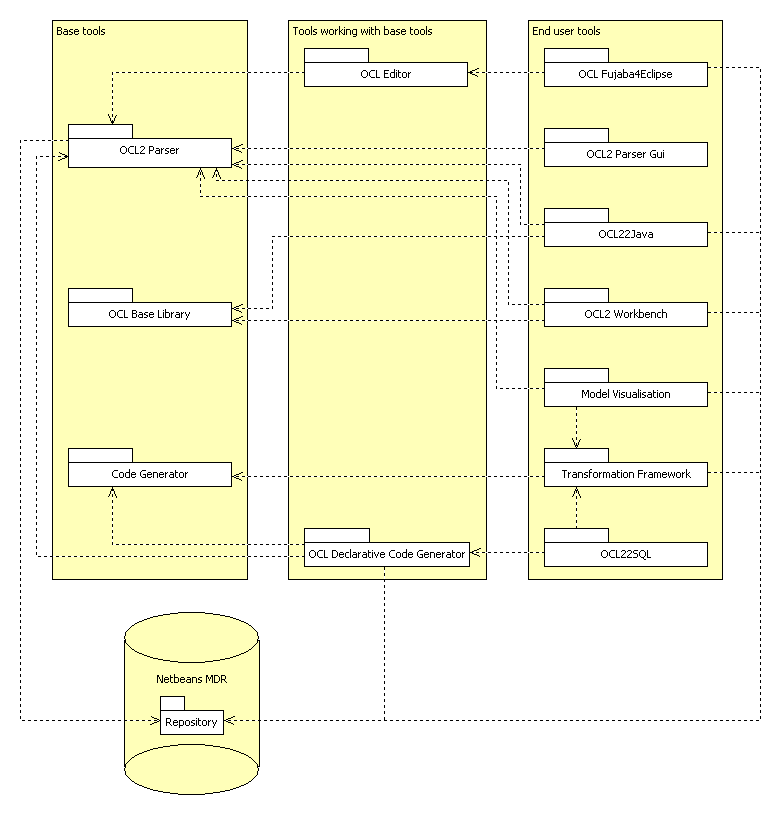 Base tools
Tools working with base tools
End user tools
OCL Editor
OCL Fujaba4Eclipse
OCL2 Parser
OCL2 Parser Gui
OCL22Java
OCL Base Library
OCL2 Workbench
Model Visualisation
Code Generator
Transformation Framework
OCL Declarative Code Generator
OCL22SQL
Netbeans MDR
Repository